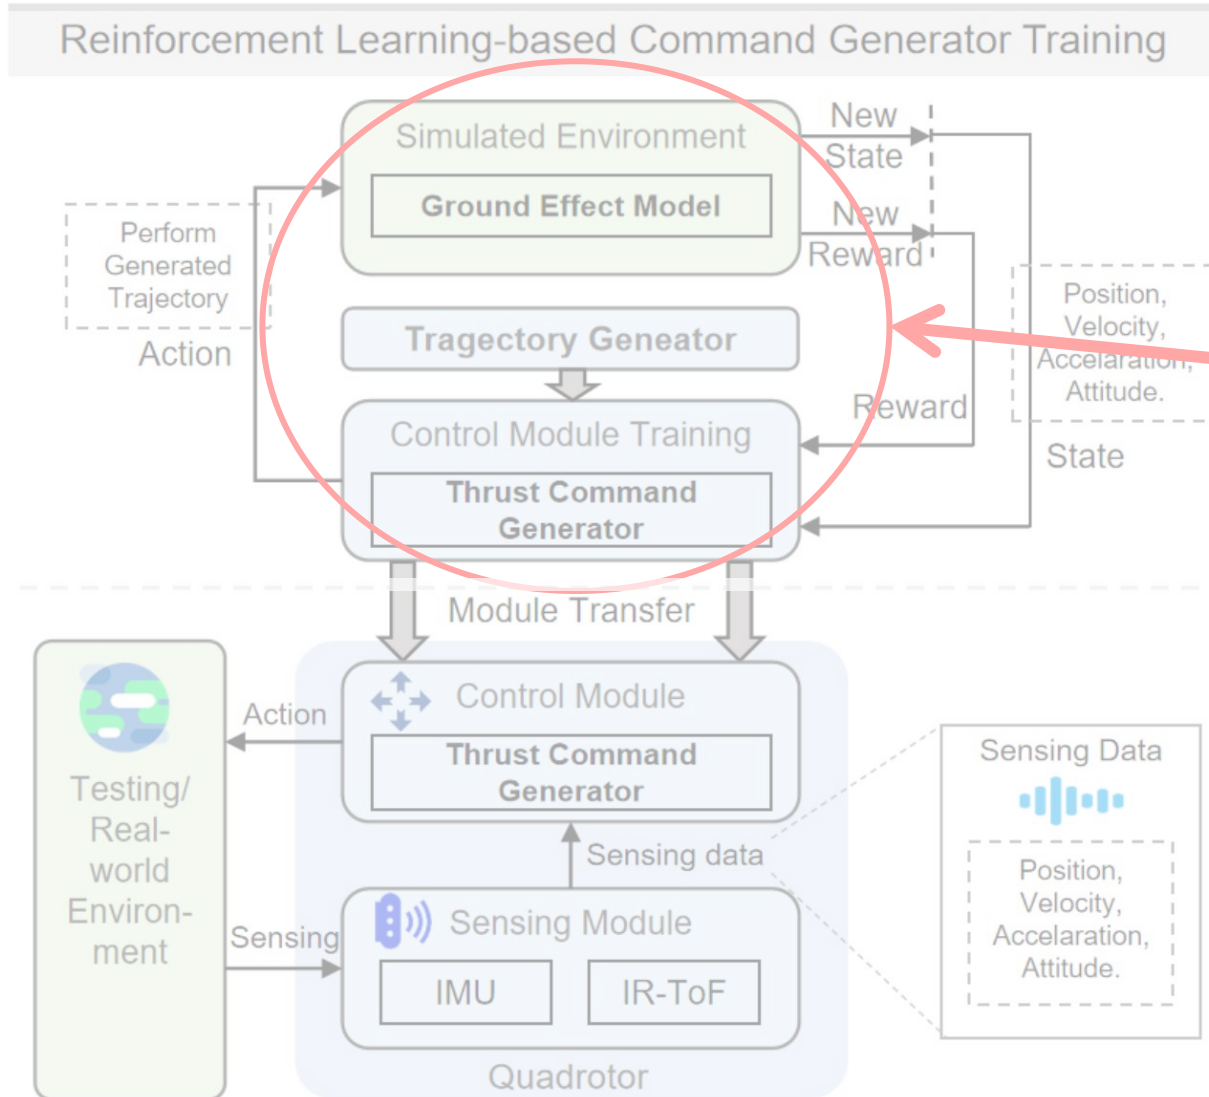 Reinforcement Learning-based Command Generator Training
Simulated Environment
Ground Effect Model
New
State
New
Reward
Perform
Generated
Trajectory
Action
Position,
Velocity,
Accelaration,
Attitude.
Tragectory Geneator
Reward
State
Control Module Training
Thrust Command
Generator
Module Transfer
Control Module
Thrust Command
Generator
Action
Testing/
Real-
world
Environ-
ment
Sensing data
Sensing
Sensing Module
IMU
IR-ToF
Quadrotor
Sensing Data
Position,
Velocity,
Accelaration,
Attitude.